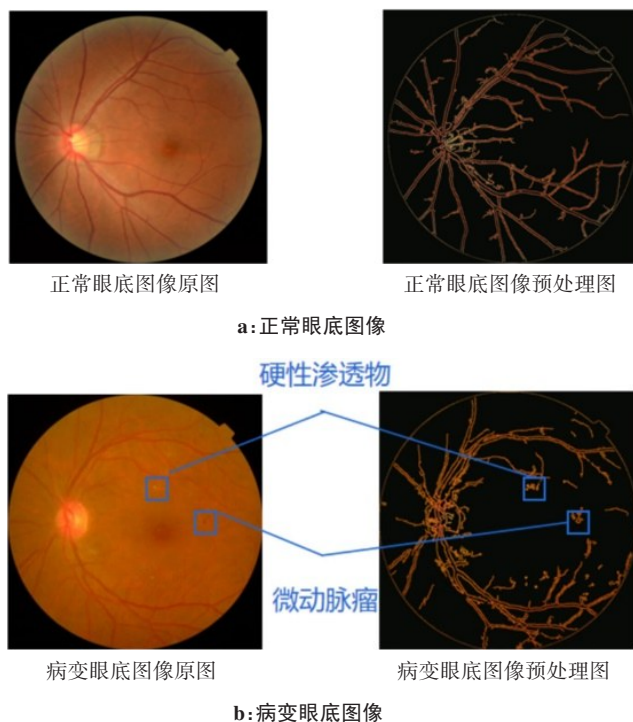 正常眼底图像原图
正常眼底图像预处理图
a:正常眼底图像
硬性渗透物
微动脉瘤
病变眼底图像原图
病变眼底图像预处理图
b:病变眼底图像